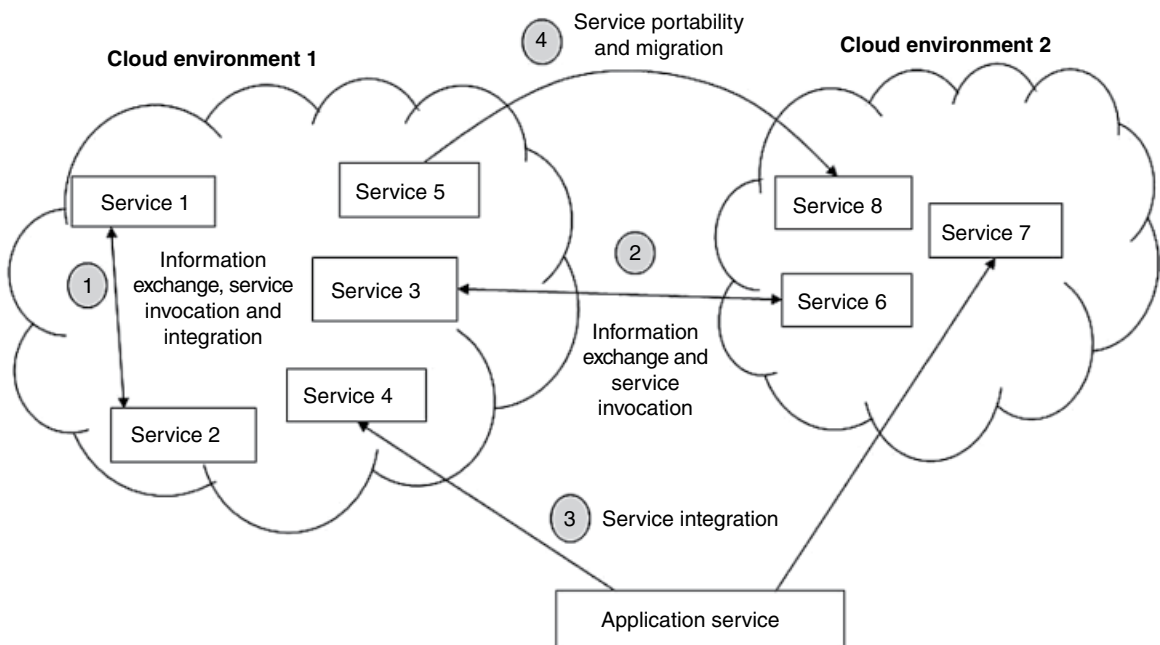 4
Service portability
and migration
Cloud environment 1
Cloud environment 2
Service 1
Service 5
Service 8
Service 7
1
Information
exchange, service
invocation and
integration
Service 3
2
Service 6
Information
exchange and
service
invocation
Service 4
Service 2
3
Service integration
Application service